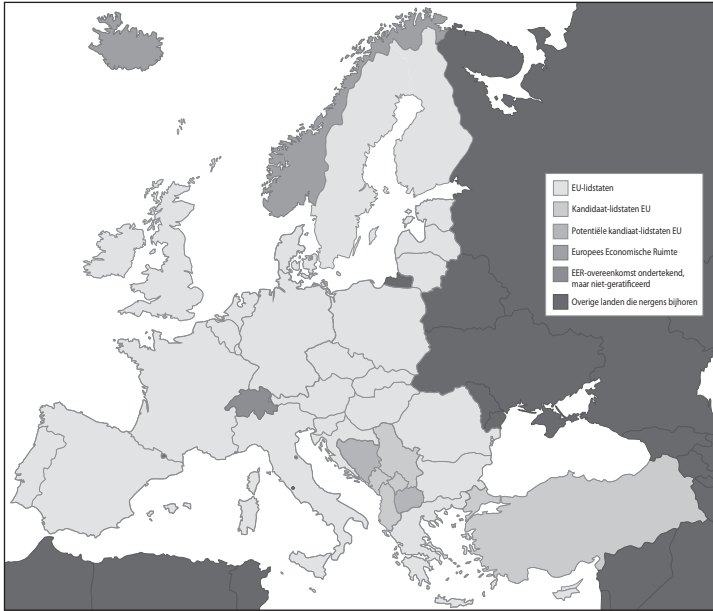 EU-lidstaten
Kandidaat-lidstaten EU
Potentiële kandiaat-lidstaten EU
Europees Economische Ruimte
EER-overeenkomst ondertekend,
maar niet-geratificeerd
Overige landen die nergens bijhoren